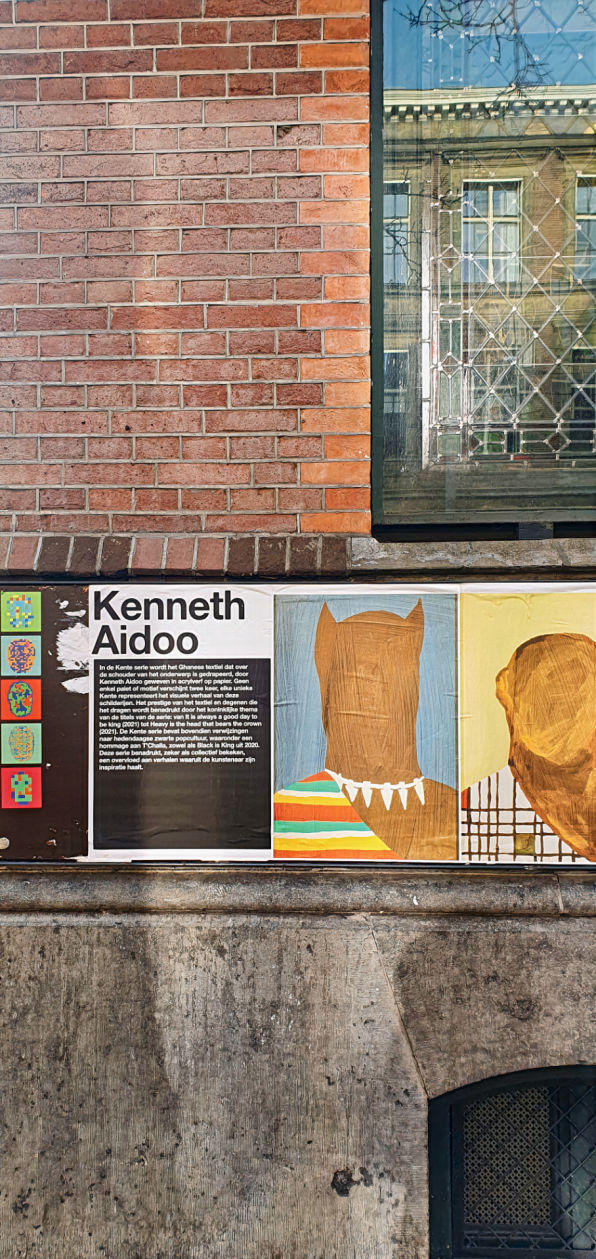 Kenneth
Aidoo
In de Kente serie wordt het Ghanese textiel dat over
de schouder van het onderwerp is gedrapeerd, door
Kenneth Aidoo geweven in acrylverf op papier. Geen
enkel palet of motief verschijnt twee keer, elke unieke
Kente representeert het visuele verhaal van deze
schilderijen. Het prestige van het textiel en degenen die
het dragen wordt benadrukt door het koninklijke thema
van de titels van de serie: van It is always a good day to
be king (2021) tot Heavy is the head that bears the crown
(2021). De Kente serie bevat bovendien verwijzingen
naar hedendaagse zwarte popcultuur, waaronder een
hommage aan T'Challa, zowel als Black is King uit 2020.
Deze serie benadrukt, zeker als collectief bekeken,
een overvloed aan verhalen waaruit de kunstenaar zijn
inspiratie haalt.